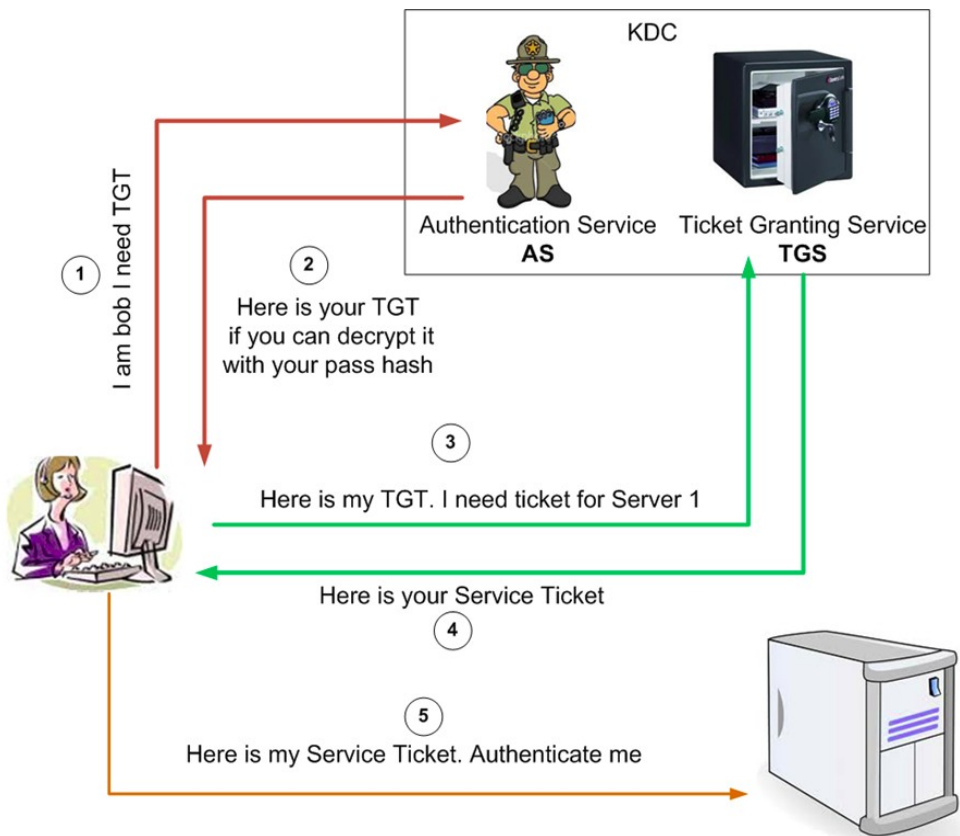 KDC
Authentication Service
AS
Ticket Granting Service
TGS
1
I am bob I need TGT
2
Here is your TGT
if you can decrypt it
with your pass hash
3
Here is my TGT. I need ticket for Server 1
Here is your Service Ticket
4
5
Here is my Service Ticket. Authenticate me